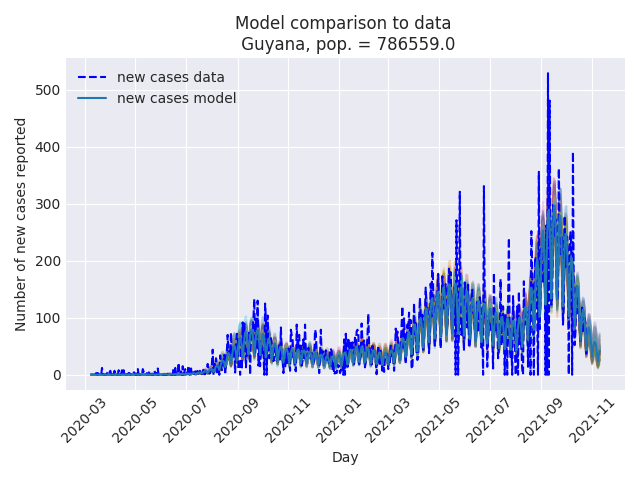 Model comparison to data
Guyana, pop. = 786559.0
new cases data
new cases model
Number of new cases reported
500
400
300
200
100
0
2020-03
2020-05
2020-07
2020-09
2020-11
2021-01
2021-03
2021-05
2021-07
2021-09
2021-11
Day